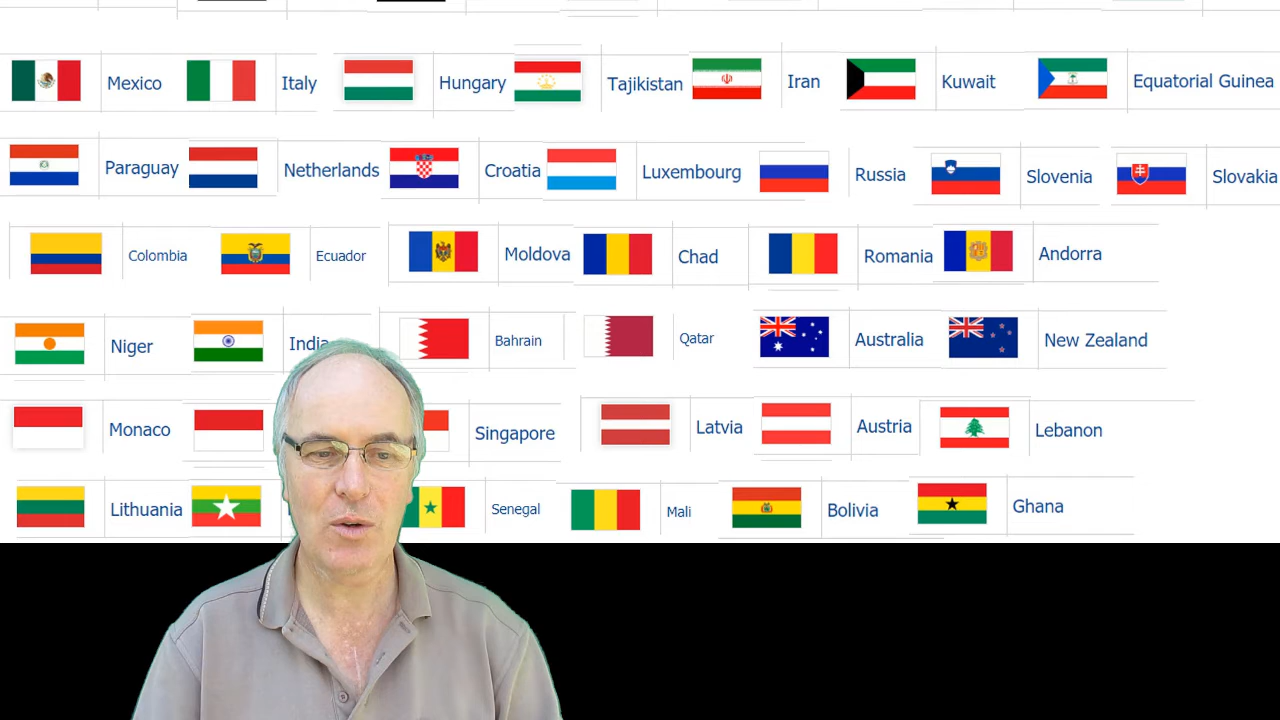 Mexico Italy Hungary Tajikistan Iran Kuwait Equatorial Guinea
Paraguay Netherlands Croatia Luxembourg Russia Slovenia Slovakia
Colombia Ecuador Moldova Chad Romania Andorra
Niger India Bahrain Qatar Australia New Zealand
Monaco Singapore Latvia Austria Lebanon
Lithuania Senegal Mali Bolivia Ghana